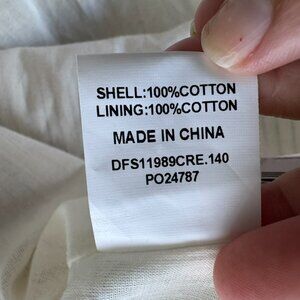 SHELL:100%COTTON
LINING:100%COTTON
MADE IN CHINA
DFS11989CRE.140
PO24787